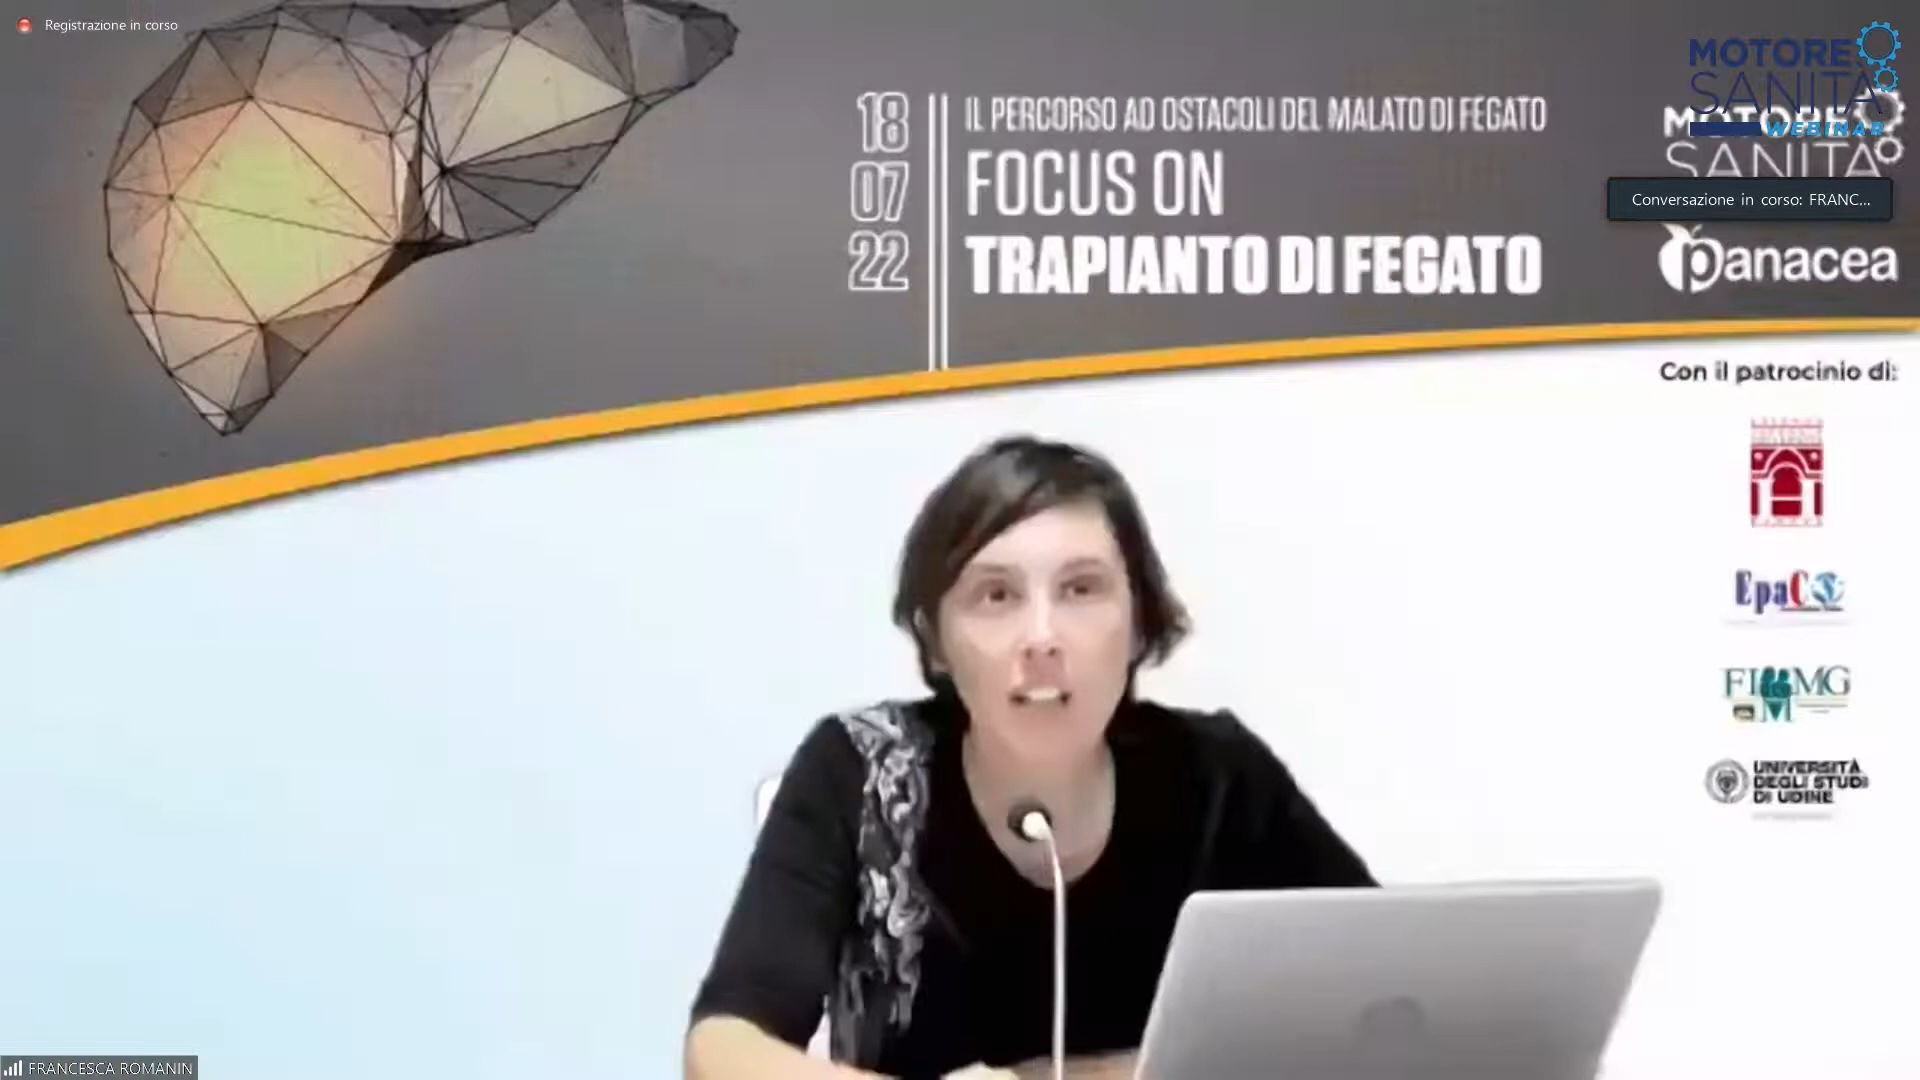 Registrazione in corso
18
07
22
IL PERCORSO AD OSTACOLI DEL MALATO DI FEGATO
FOCUS ON
TRAPIANTO DI FEGATO
MOTORE
SANITÀ
WEBINAR
MOTORE
SANITÀ
Conversazione in corso: FRANC...
panacea
Con il patrocinio di:
EpaC
FIMMG
UNIVERSITÀ
DEGLI STUDI
DI UDINE
FRANCESCA ROMANIN